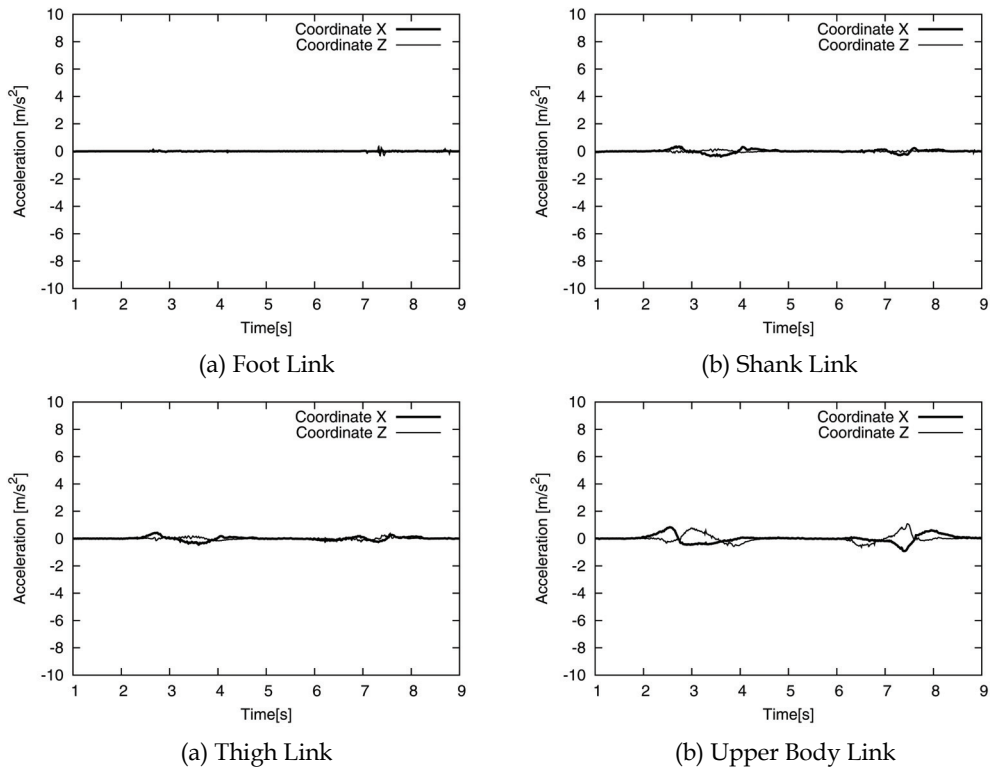 10
8
6
4
2
0
-2
-4
-6
-8
-10
Acceleration [m/s²]
Coordinate X
Coordinate Z
1 2 3 4 5 6 7 8 9
Time[s]
(a) Foot Link
10
8
6
4
2
0
-2
-4
-6
-8
-10
Acceleration [m/s²]
Coordinate X
Coordinate Z
1 2 3 4 5 6 7 8 9
Time[s]
(b) Shank Link
10
8
6
4
2
0
-2
-4
-6
-8
-10
Acceleration [m/s²]
Coordinate X
Coordinate Z
1 2 3 4 5 6 7 8 9
Time[s]
(a) Thigh Link
10
8
6
4
2
0
-2
-4
-6
-8
-10
Acceleration [m/s²]
Coordinate X
Coordinate Z
1 2 3 4 5 6 7 8 9
Time[s]
(b) Upper Body Link